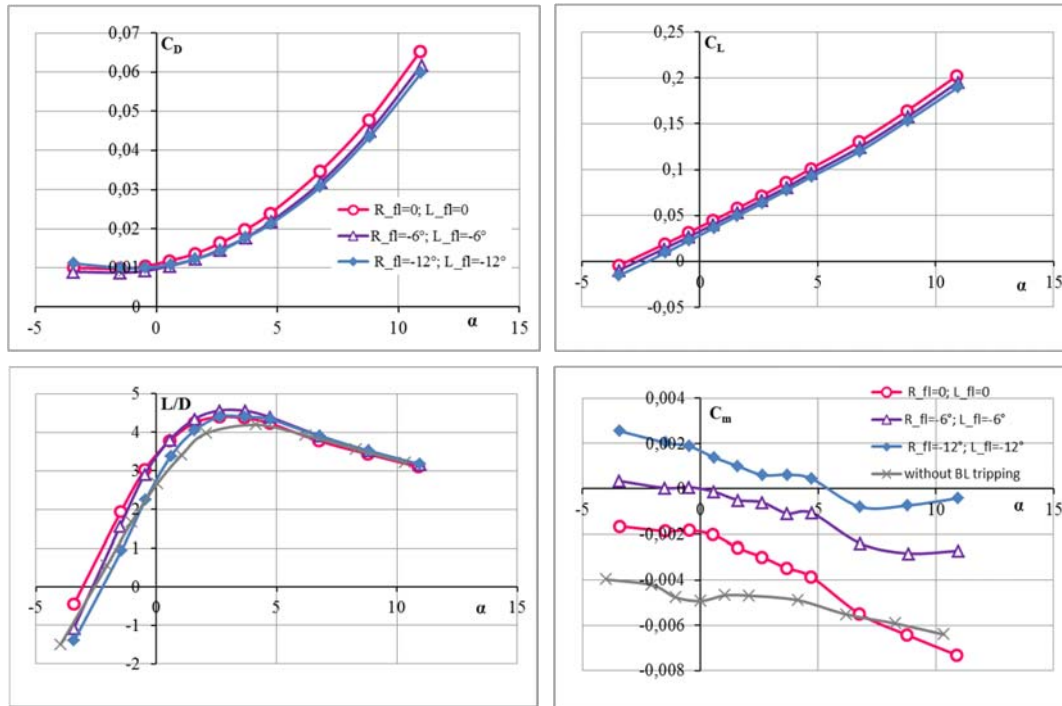 0,07
C_D
0,06
0,05
0,04
0,03
0,02
0,01
0
-5 0 5 10 15
α
R_fl=0; L_fl=0
R_fl=-6°; L_fl=-6°
R_fl=-12°; L_fl=-12°
0,25
C_L
0,2
0,15
0,1
0,05
0
-0,05
-5 0 5 10 15
α
5
L/D
4
3
2
1
0
-1
-2
-5 0 5 10 15
α
0,004
C_m
0,002
0
-0,002
-0,004
-0,006
-0,008
-5 0 5 10 15
α
R_fl=0; L_fl=0
R_fl=-6°; L_fl=-6°
R_fl=-12°; L_fl=-12°
without BL tripping